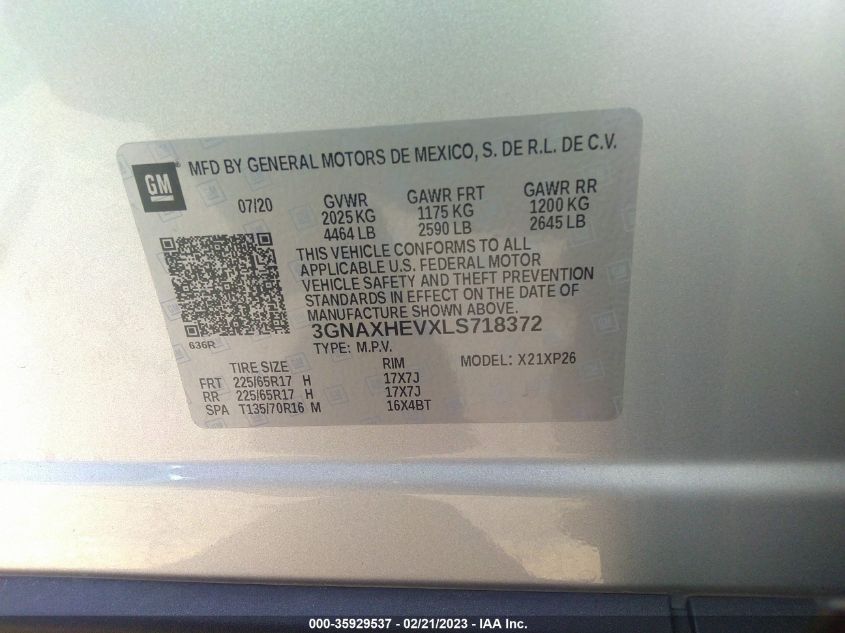 GM
MFD BY GENERAL MOTORS DE MEXICO, S. DE R.L. DE C.V.
07/20 GVWR GAWR FRT GAWR RR
2025 KG 1175 KG 1200 KG
4464 LB 2590 LB 2645 LB
THIS VEHICLE CONFORMS TO ALL
APPLICABLE U.S. FEDERAL MOTOR
VEHICLE SAFETY AND THEFT PREVENTION
STANDARDS IN EFFECT ON THE DATE OF
MANUFACTURE SHOWN ABOVE.
3GNAXHEVXLS718372
636R
TYPE: M.P.V. MODEL: X21XP26
TIRE SIZE RIM
FRT 225/65R17 H 17X7J
RR 225/65R17 H 17X7J
SPA T135/70R16 M 16X4BT
000-35929537 - 02/21/2023 - IAA Inc.